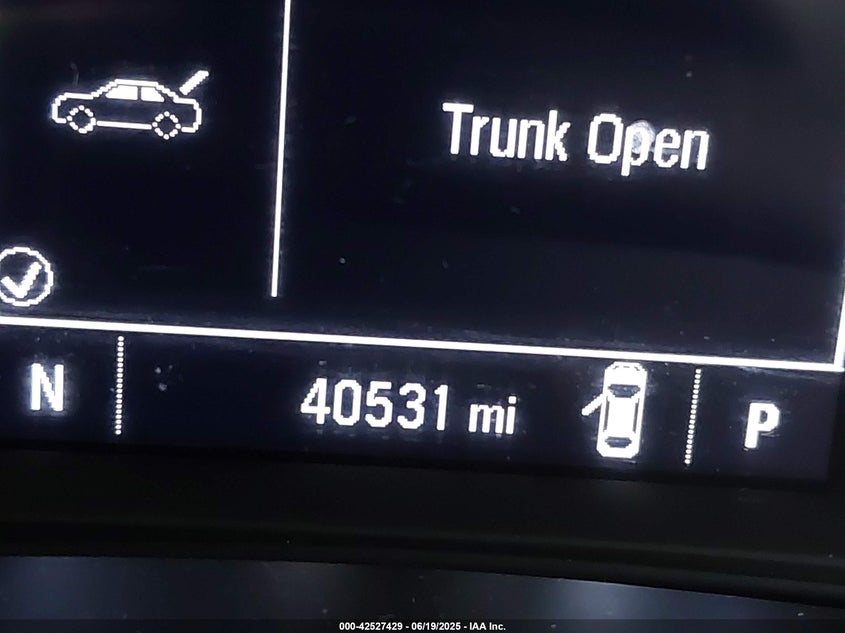 Trunk Open
N 40531 mi P
000-42527429 - 06/19/2025 - IAA Inc.